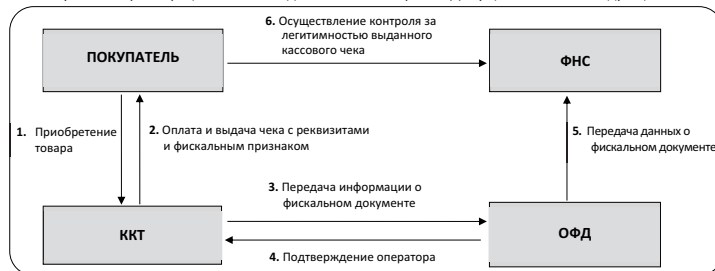 6. Осуществление контроля за
легитимностью выданного
кассового чека
ПОКУПАТЕЛЬ
ФНС
1. Приобретение
товара
2. Оплата и выдача чека с реквизитами
и фискальным признаком
5. Передача данных о
фискальном документе
3. Передача информации о
фискальном документе
ККТ
ОФД
4. Подтверждение оператора